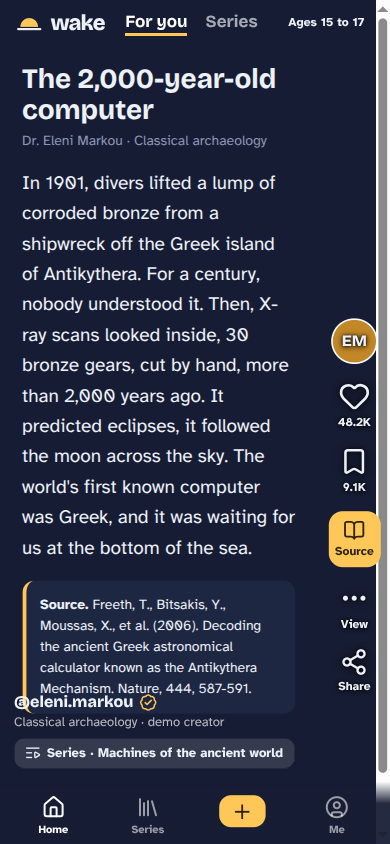 wake For you Series Ages 15 to 17
The 2,000-year-old
computer
Dr. Eleni Markou · Classical archaeology
In 1901, divers lifted a lump of
corroded bronze from a
shipwreck off the Greek island
of Antikythera. For a century,
nobody understood it. Then, X-
ray scans looked inside, 30
bronze gears, cut by hand, more
than 2,000 years ago. It
predicted eclipses, it followed
the moon across the sky. The
world's first known computer
was Greek, and it was waiting for
us at the bottom of the sea.
EM
48.2K
9.1K
Source
View
Share
Source. Freeth, T., Bitsakis, Y.,
Moussas, X., et al. (2006). Decoding
the ancient Greek astronomical
calculator known as the Antikythera
Mechanism. Nature, 444, 587-591.
@eleni.markou
Classical archaeology · demo creator
Series · Machines of the ancient world
Home Series Me